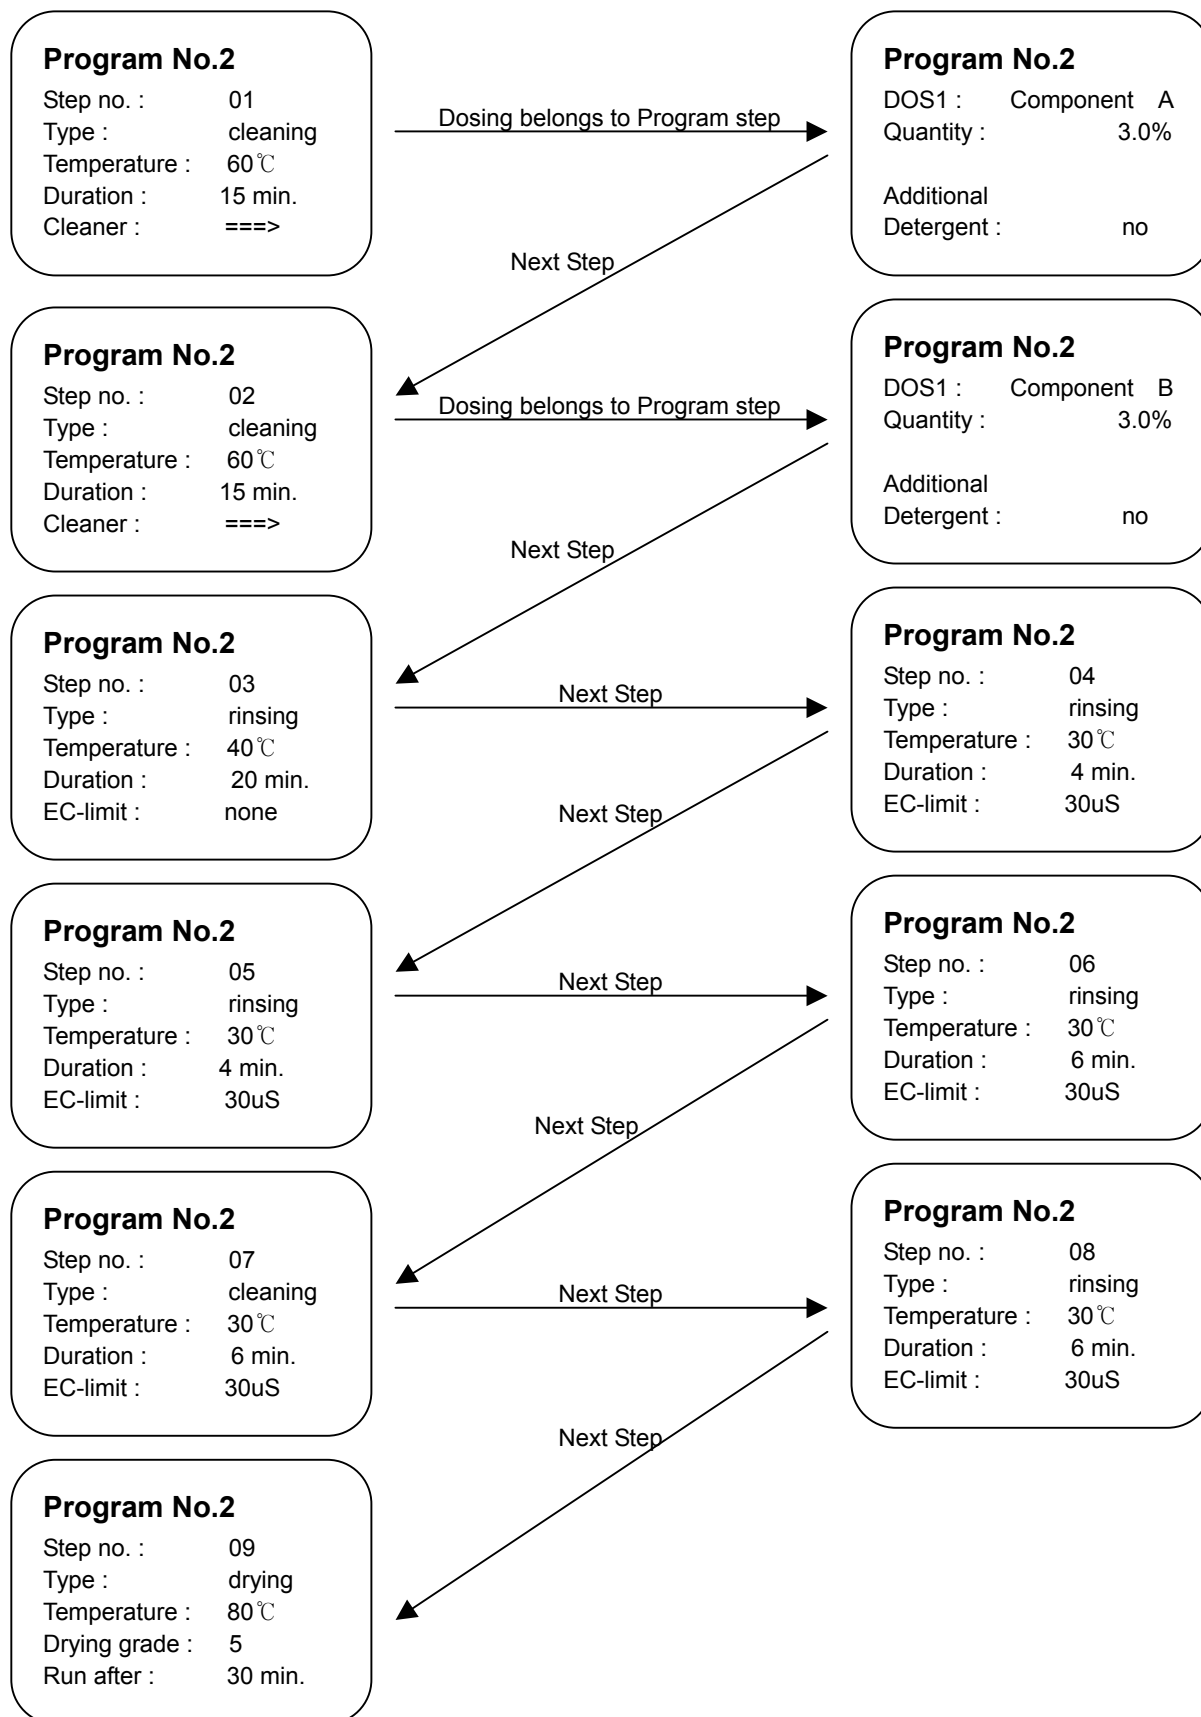 Program No.2
Step no. : 01
Type : cleaning
Temperature : 60℃
Duration : 15 min.
Cleaner : ===>
Dosing belongs to Program step
Program No.2
DOS1 : Component A
Quantity : 3.0%
Additional
Detergent : no
Next Step
Program No.2
Step no. : 02
Type : cleaning
Temperature : 60℃
Duration : 15 min.
Cleaner : ===>
Dosing belongs to Program step
Program No.2
DOS1 : Component B
Quantity : 3.0%
Additional
Detergent : no
Next Step
Program No.2
Step no. : 03
Type : rinsing
Temperature : 40℃
Duration : 20 min.
EC-limit : none
Next Step
Program No.2
Step no. : 04
Type : rinsing
Temperature : 30℃
Duration : 4 min.
EC-limit : 30uS
Next Step
Program No.2
Step no. : 05
Type : rinsing
Temperature : 30℃
Duration : 4 min.
EC-limit : 30uS
Next Step
Program No.2
Step no. : 06
Type : rinsing
Temperature : 30℃
Duration : 6 min.
EC-limit : 30uS
Next Step
Program No.2
Step no. : 07
Type : cleaning
Temperature : 30℃
Duration : 6 min.
EC-limit : 30uS
Next Step
Program No.2
Step no. : 08
Type : rinsing
Temperature : 30℃
Duration : 6 min.
EC-limit : 30uS
Next Step
Program No.2
Step no. : 09
Type : drying
Temperature : 80℃
Drying grade : 5
Run after : 30 min.